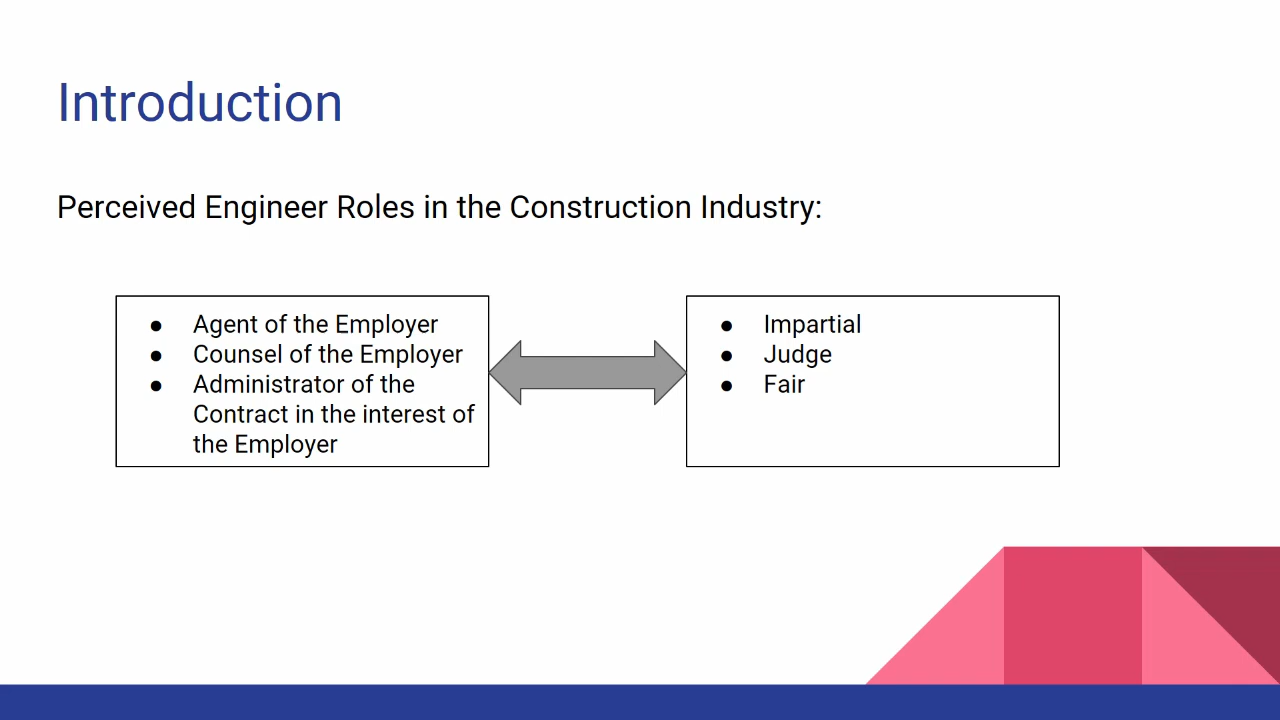 Introduction
Perceived Engineer Roles in the Construction Industry:
● Agent of the Employer
● Counsel of the Employer
● Administrator of the
Contract in the interest of
the Employer
● Impartial
● Judge
● Fair